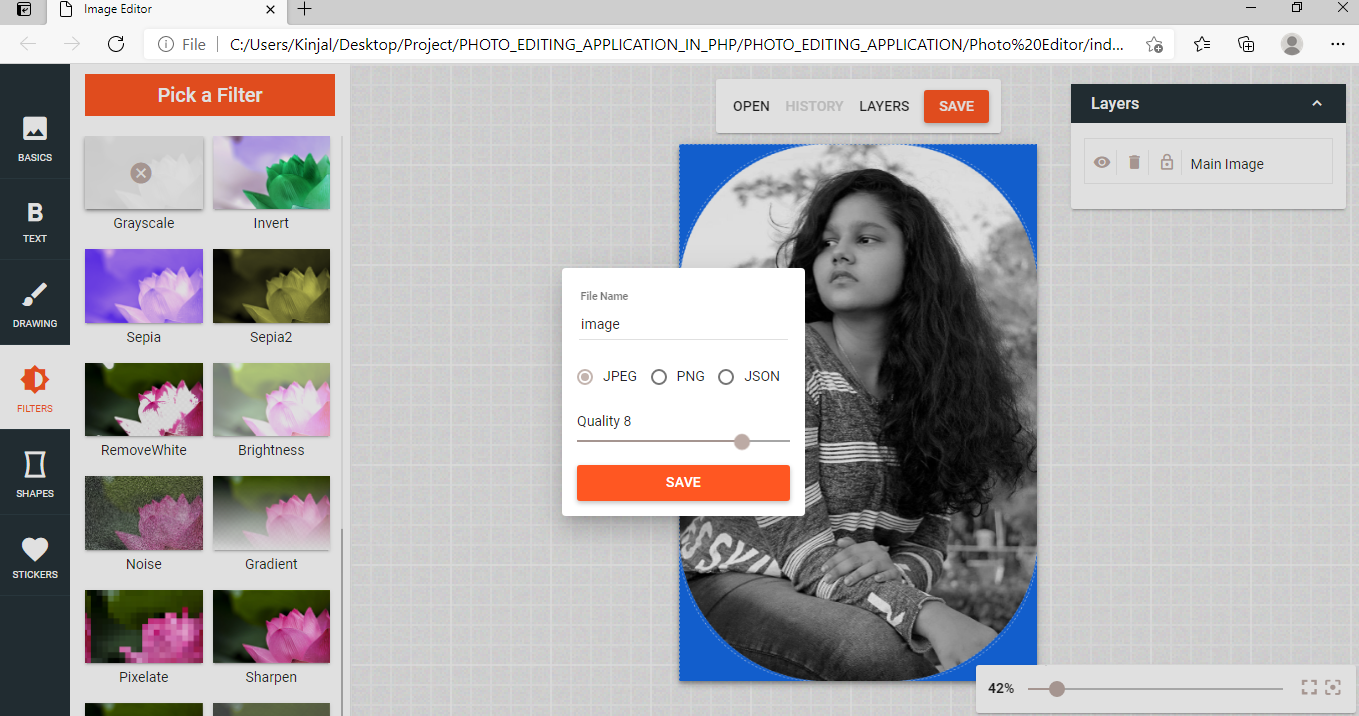 Image Editor
File
C:/Users/Kinjal/Desktop/Project/PHOTO_EDITING_APPLICATION_IN_PHP/PHOTO_EDITING_APPLICATION/Photo%20Editor/ind...
BASICS
B
TEXT
DRAWING
FILTERS
SHAPES
STICKERS
Pick a Filter
Grayscale
Invert
Sepia
Sepia2
RemoveWhite
Brightness
Noise
Gradient
Pixelate
Sharpen
OPEN HISTORY LAYERS SAVE
File Name
image
JPEG PNG JSON
Quality 8
SAVE
Layers
Main Image
42%